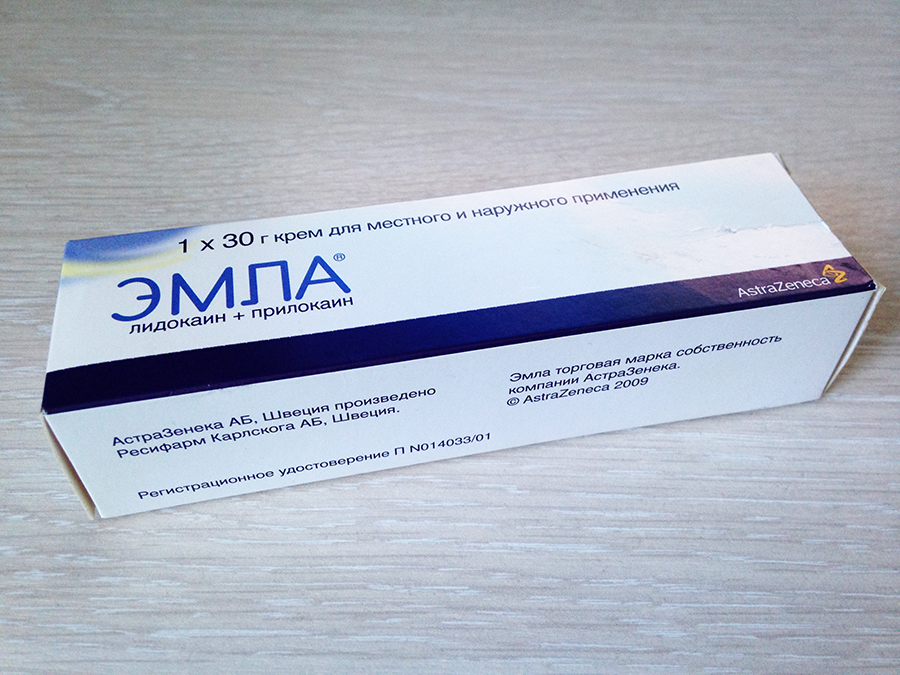 1 x 30 г крем для местного и наружного применения
ЭМЛА®
лидокаин + прилокаин
AstraZeneca
АстраЗенека АБ, Швеция произведено
Ресифарм Карлскога АБ, Швеция.
Регистрационное удостоверение П N014033/01
Эмла торговая марка собственность
компании АстраЗенека.
© AstraZeneca 2009